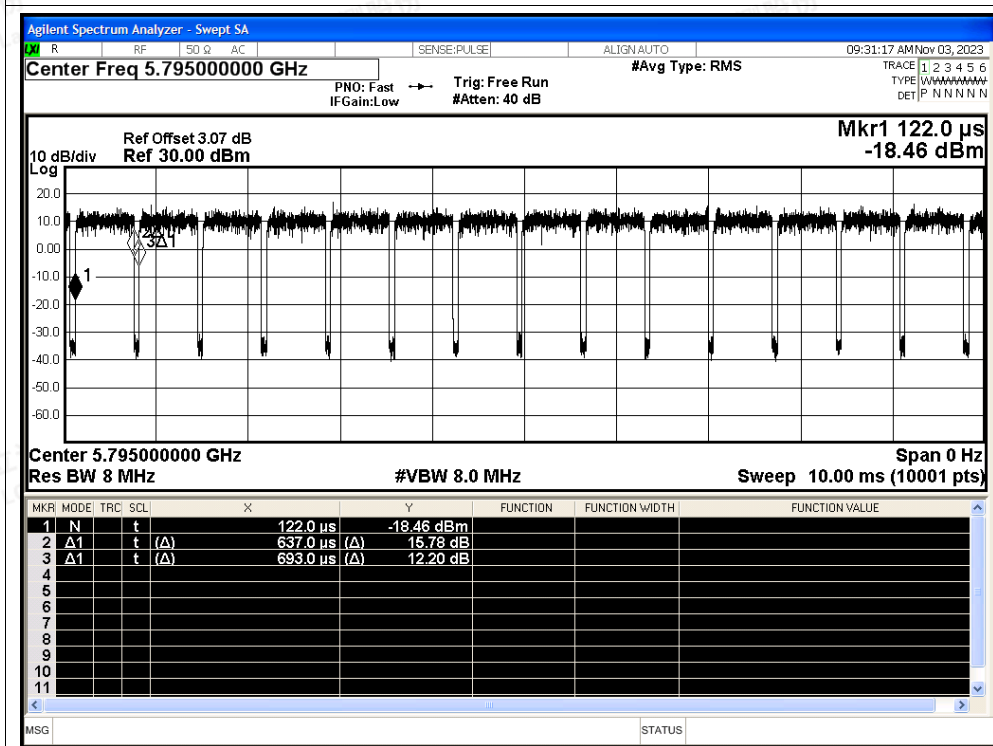 Agilent Spectrum Analyzer - Swept SA
LXI R RF 50 Ω AC SENSE:PULSE ALIGN AUTO 09:31:17 AM Nov 03, 2023
Center Freq 5.795000000 GHz
#Avg Type: RMS
TRACE 1 2 3 4 5 6
PNO: Fast Trig: Free Run
TYPE WWWWWW
IFGain:Low #Atten: 40 dB
DET P N N N N N
Mkr1 122.0 µs
-18.46 dBm
Ref Offset 3.07 dB
10 dB/div Ref 30.00 dBm
Log
20.0
10.0
0.00
-10.0
-20.0
-30.0
-40.0
-50.0
-60.0
3Δ1
1
Center 5.795000000 GHz Span 0 Hz
Res BW 8 MHz #VBW 8.0 MHz Sweep 10.00 ms (10001 pts)
MKR MODE TRC SCL X Y FUNCTION FUNCTION WIDTH FUNCTION VALUE
1 N t 122.0 µs -18.46 dBm
2 Δ1 t (Δ) 637.0 µs (Δ) 15.78 dB
3 Δ1 t (Δ) 693.0 µs (Δ) 12.20 dB
4
5
6
7
8
9
10
11
MSG STATUS